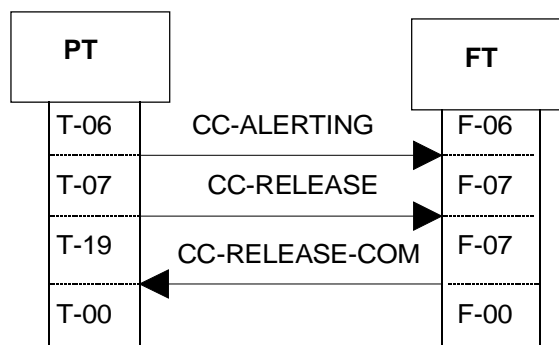 PT FT
T-06 CC-ALERTING F-06
T-07 CC-RELEASE F-07
T-19 CC-RELEASE-COM F-07
T-00 F-00